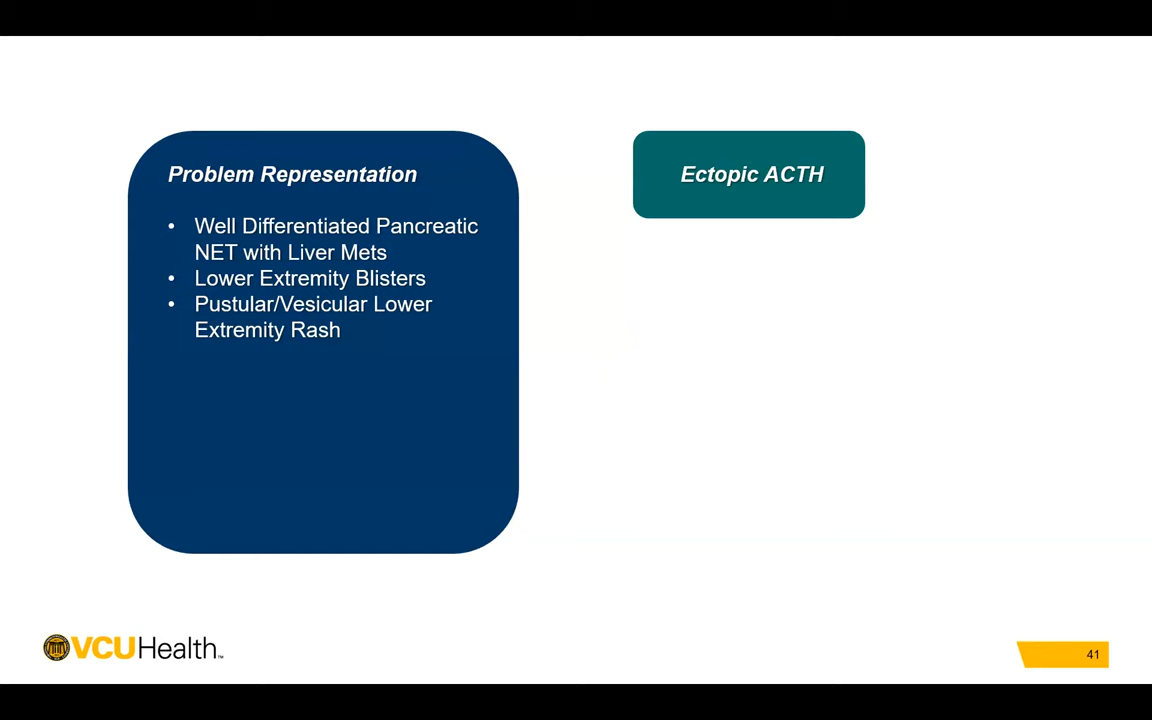 Problem Representation
• Well Differentiated Pancreatic
NET with Liver Mets
• Lower Extremity Blisters
• Pustular/Vesicular Lower
Extremity Rash
Ectopic ACTH
VCUHealth™
41